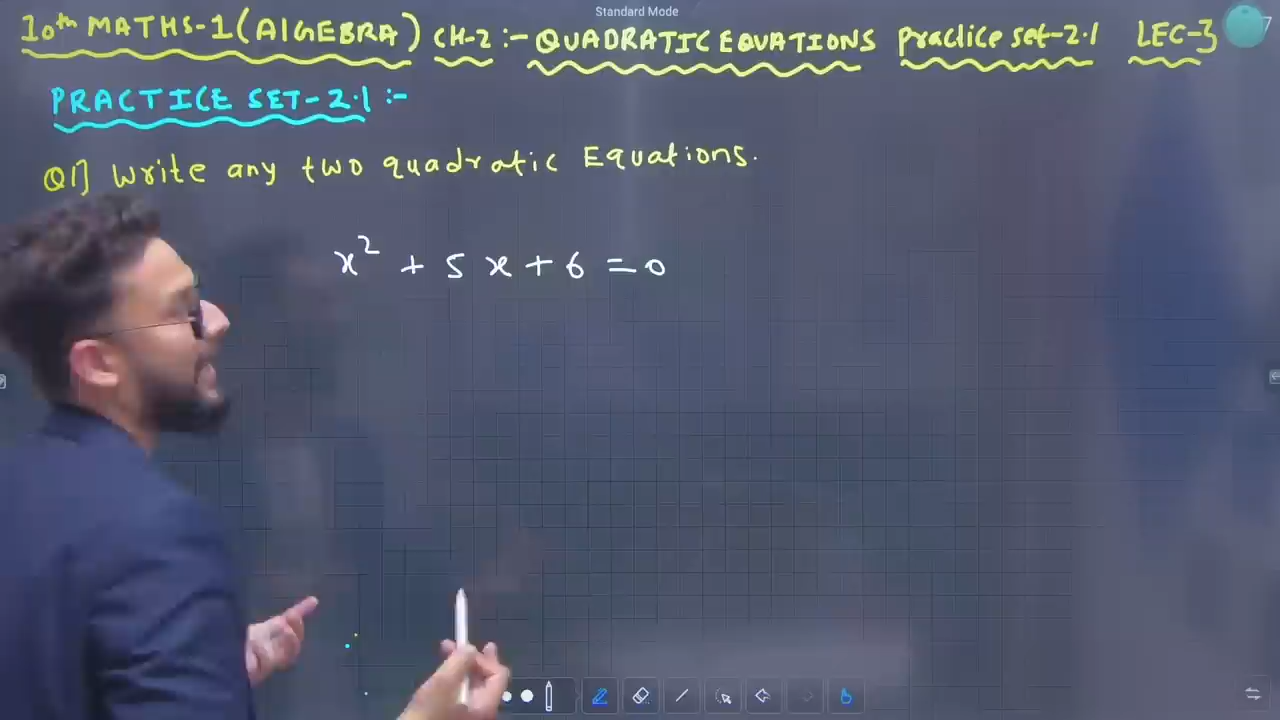 Standard Mode
10th MATHS-1 (AlGEBRA) CH-2 :- QUADRATIC EQUATIONS practice set-2.1 LEC-3
PRACTICE SET-2.1 :-
Q1] Write any two quadratic Equations.
x² + 5x + 6 = 0